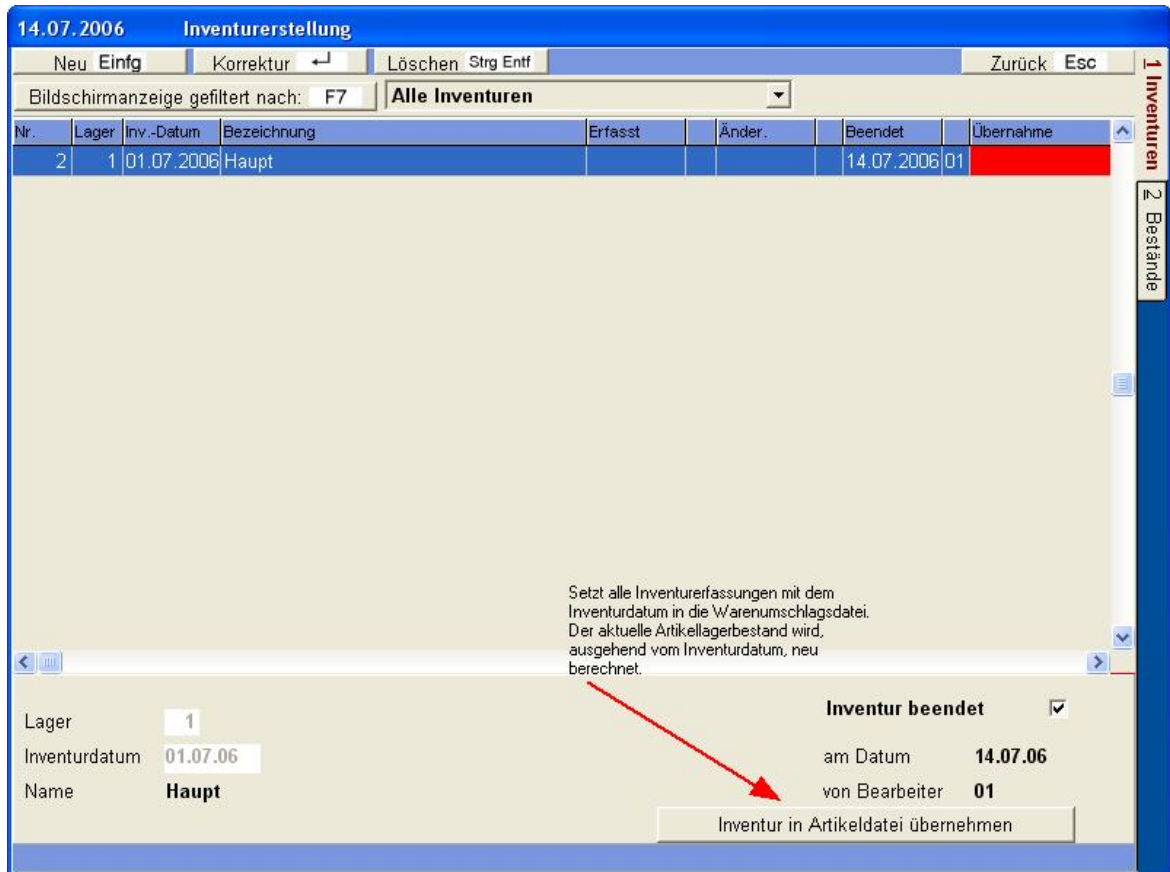 14.07.2006 Inventurerstellung
Neu Einfg Korrektur ↵ Löschen Strg Entf Zurück Esc
Bildschirmanzeige gefiltert nach: F7 Alle Inventuren
1 Inventuren
2 Bestände
Nr. Lager Inv.-Datum Bezeichnung Erfasst Änder. Beendet Übernahme
2 1 01.07.2006 Haupt 14.07.2006 01
Setzt alle Inventurerfassungen mit dem
Inventurdatum in die Warenumschlagsdatei.
Der aktuelle Artikellagerbestand wird,
ausgehend vom Inventurdatum, neu
berechnet.
Lager 1
Inventurdatum 01.07.06
Name Haupt
Inventur beendet
am Datum 14.07.06
von Bearbeiter 01
Inventur in Artikeldatei übernehmen